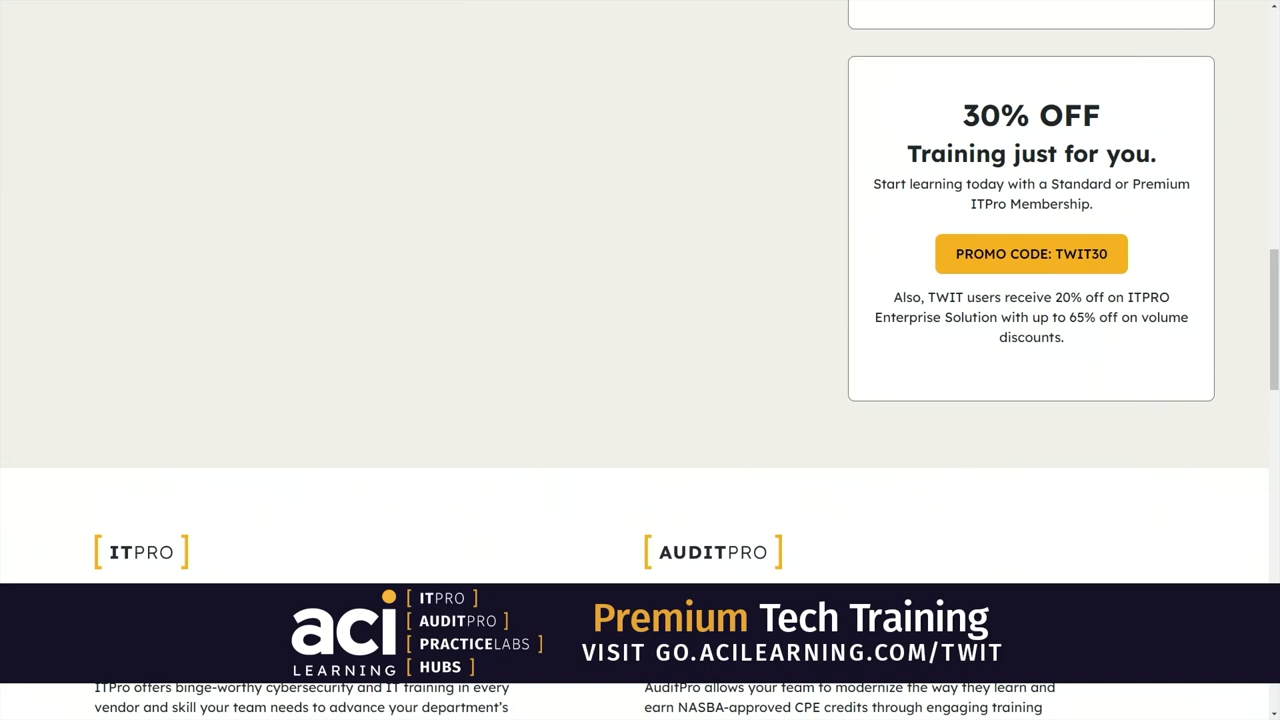 30% OFF
Training just for you.
Start learning today with a Standard or Premium
ITPro Membership.
PROMO CODE: TWIT30
Also, TWIT users receive 20% off on ITPRO
Enterprise Solution with up to 65% off on volume
discounts.
[ ITPRO ]
[ AUDITPRO ]
aci
LEARNING
[ ITPRO ]
[ AUDITPRO ]
[ PRACTICELABS ]
[ HUBS ]
Premium Tech Training
VISIT GO.ACILEARNING.COM/TWIT
ITPro offers binge-worthy cybersecurity and IT training in every
vendor and skill your team needs to advance your department's
AuditPro allows your team to modernize the way they learn and
earn NASBA-approved CPE credits through engaging training